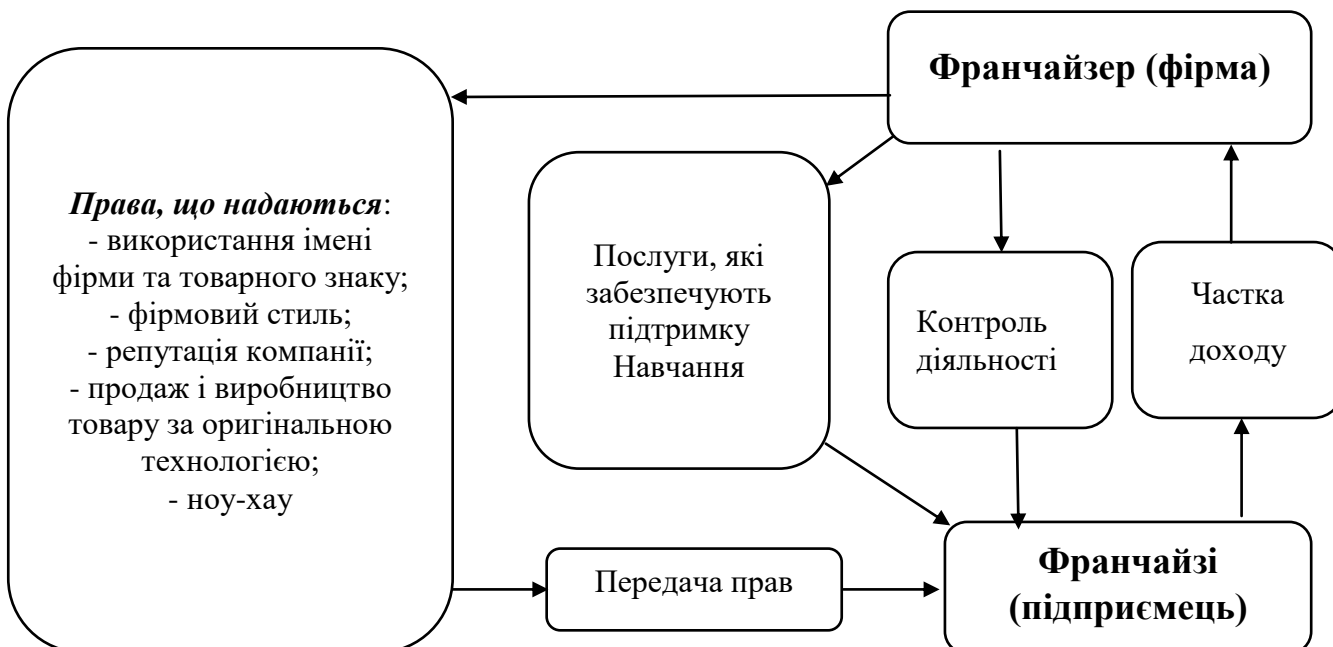 Франчайзер (фірма)
Права, що надаються:
- використання імені
фірми та товарного знаку;
- фірмовий стиль;
- репутація компанії;
- продаж і виробництво
товару за оригінальною
технологією;
- ноу-хау
Послуги, які
забезпечують
підтримку
Навчання
Контроль
діяльності
Частка
доходу
Передача прав
Франчайзі
(підприємець)